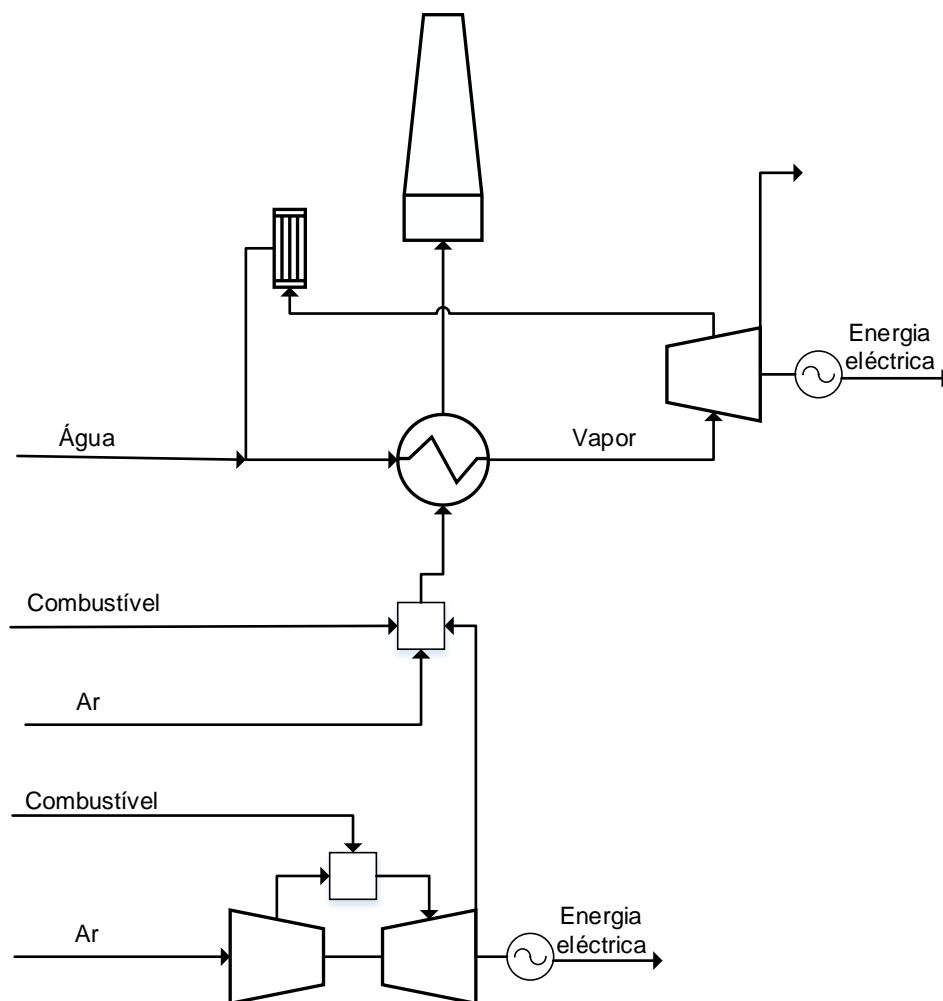 Energia
eléctrica
Água
Vapor
Combustível
Ar
Combustível
Ar
Energia
eléctrica